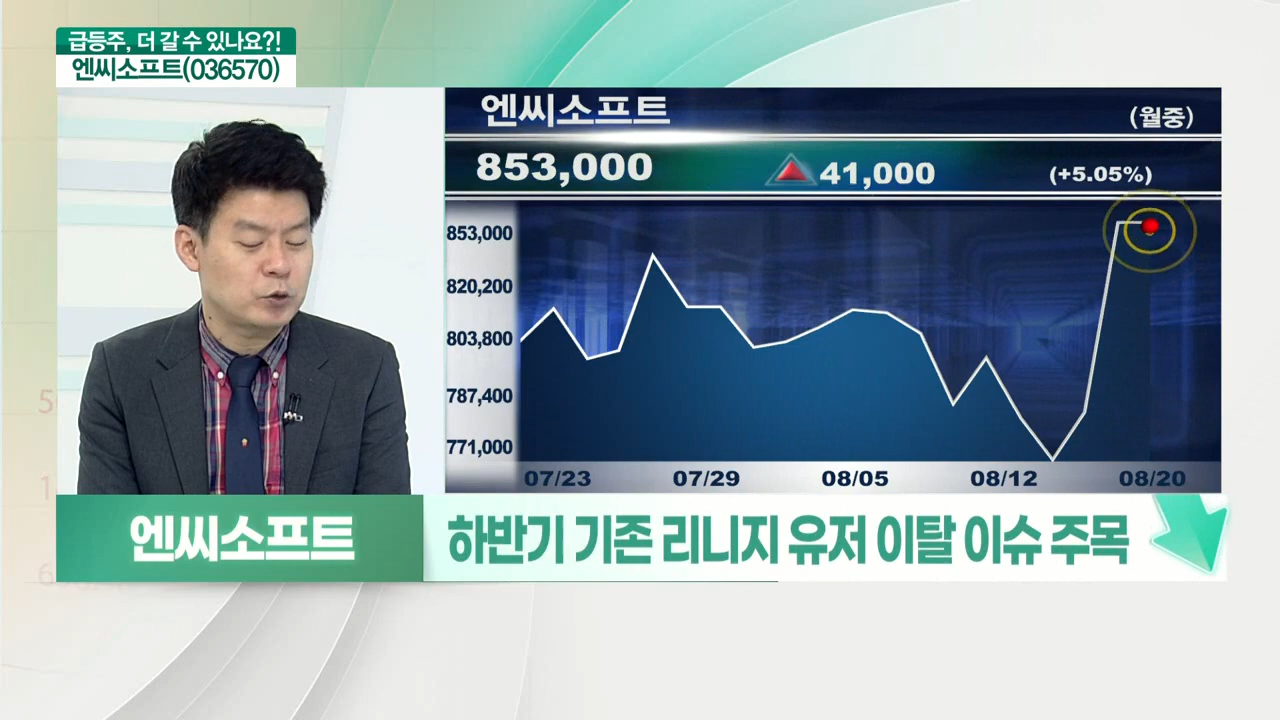 급등주, 더 갈 수 있나요?!
엔씨소프트(036570)
엔씨소프트 (월중)
853,000 41,000 (+5.05%)
853,000
820,200
803,800
787,400
771,000
07/23 07/29 08/05 08/12 08/20
엔씨소프트
하반기 기존 리니지 유저 이탈 이슈 주목